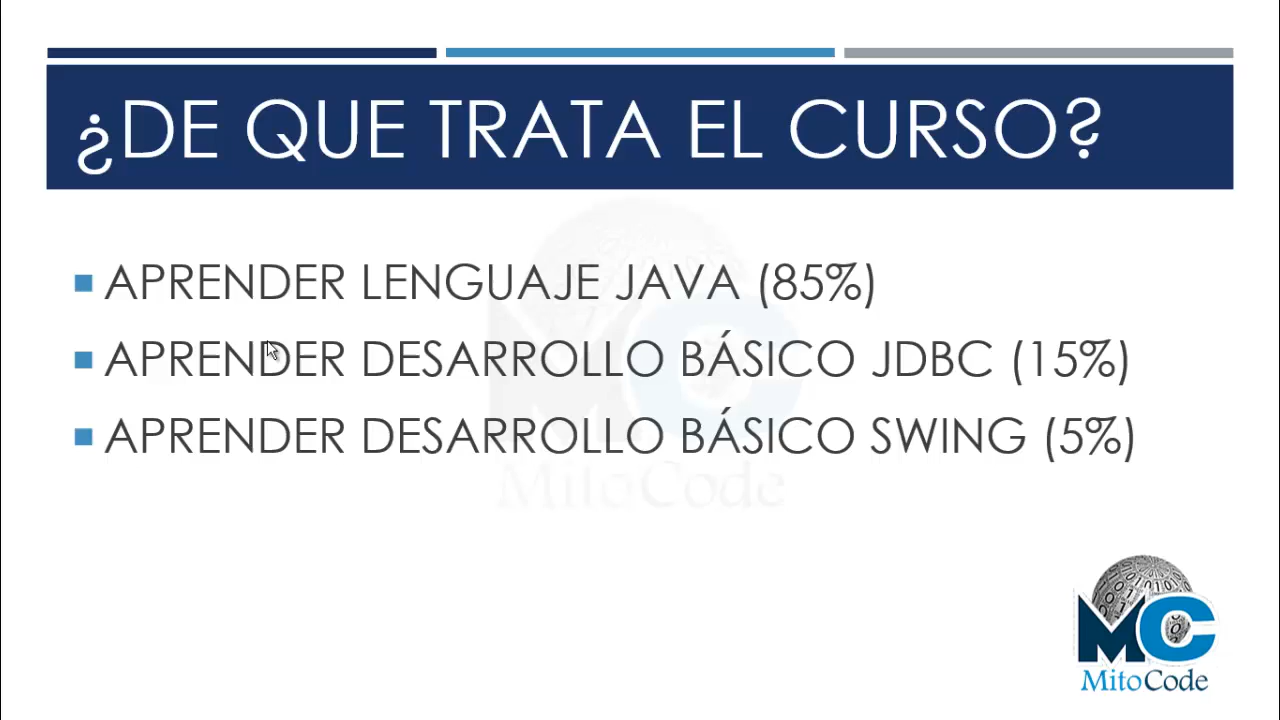 ¿DE QUE TRATA EL CURSO?
APRENDER LENGUAJE JAVA (85%)
APRENDER DESARROLLO BÁSICO JDBC (15%)
APRENDER DESARROLLO BÁSICO SWING (5%)
MitoCode
MC
MitoCode